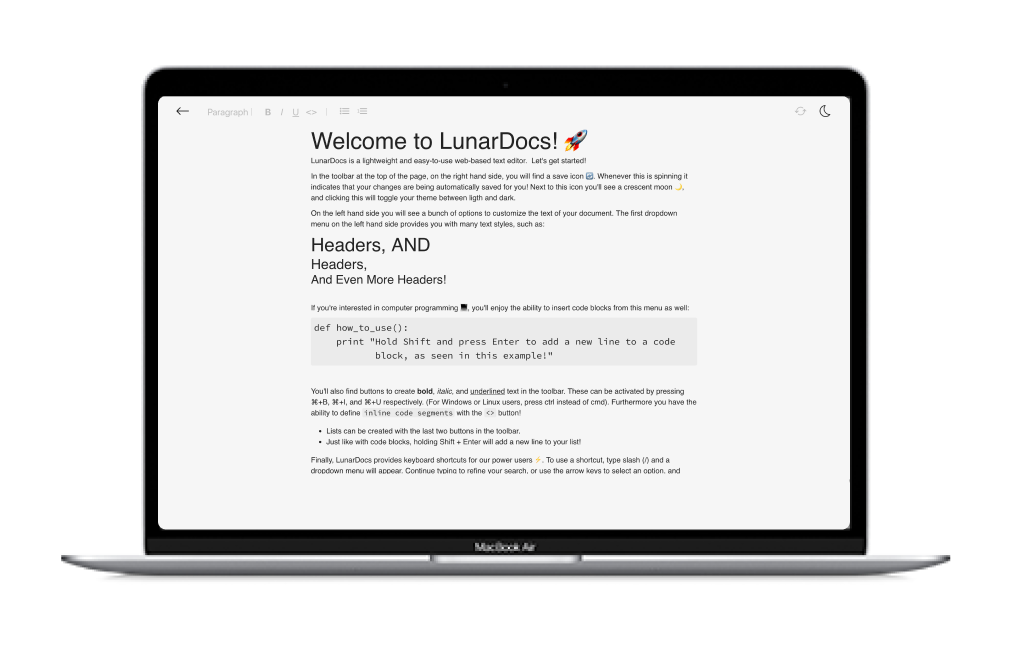 Paragraph B I U <>
Welcome to LunarDocs! 🚀
LunarDocs is a lightweight and easy-to-use web-based text editor. Let's get started!
In the toolbar at the top of the page, on the right hand side, you will find a save icon 🔄. Whenever this is spinning it
indicates that your changes are being automatically saved for you! Next to this icon you'll see a crescent moon 🌙,
and clicking this will toggle your theme between ligth and dark.
On the left hand side you will see a bunch of options to customize the text of your document. The first dropdown
menu on the left hand side provides you with many text styles, such as:
Headers, AND
Headers,
And Even More Headers!
If you're interested in computer programming 💻, you'll enjoy the ability to insert code blocks from this menu as well:
def how_to_use():
print "Hold Shift and press Enter to add a new line to a code
block, as seen in this example!"
You'll also find buttons to create bold, italic, and underlined text in the toolbar. These can be activated by pressing
⌘+B, ⌘+I, and ⌘+U respectively. (For Windows or Linux users, press ctrl instead of cmd). Furthermore you have the
ability to define inline code segments with the <> button!
• Lists can be created with the last two buttons in the toolbar.
• Just like with code blocks, holding Shift + Enter will add a new line to your list!
Finally, LunarDocs provides keyboard shortcuts for our power users ⚡. To use a shortcut, type slash (/) and a
dropdown menu will appear. Continue typing to refine your search, or use the arrow keys to select an option, and
MacBook Air